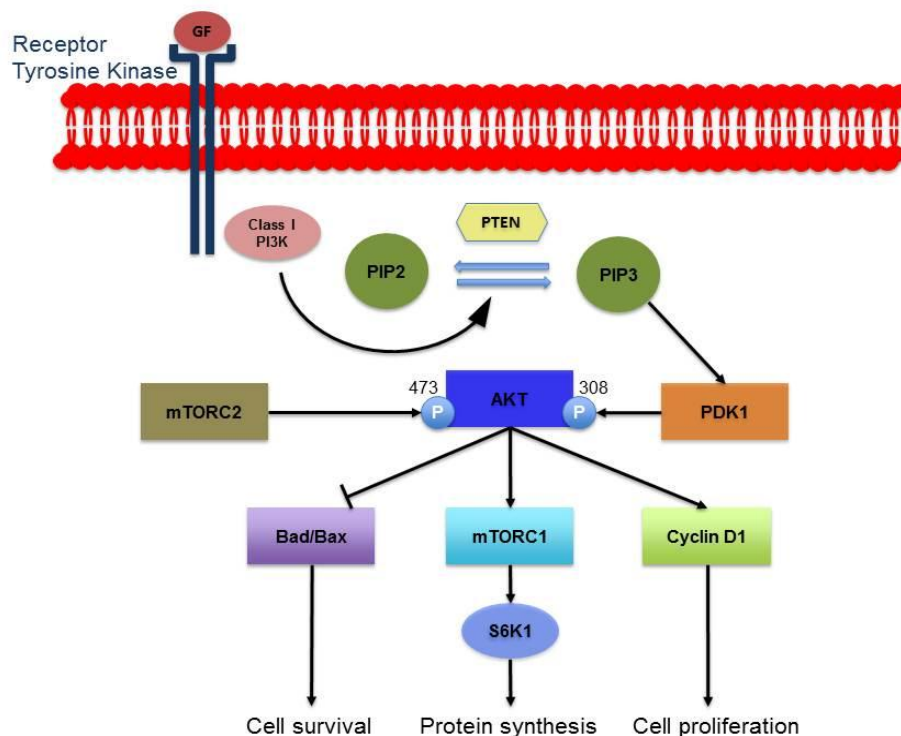 GF
Receptor
Tyrosine Kinase
Class I
PI3K
PTEN
PIP2
PIP3
473
308
mTORC2
P
AKT
P
PDK1
Bad/Bax
mTORC1
Cyclin D1
S6K1
Cell survival
Protein synthesis
Cell proliferation